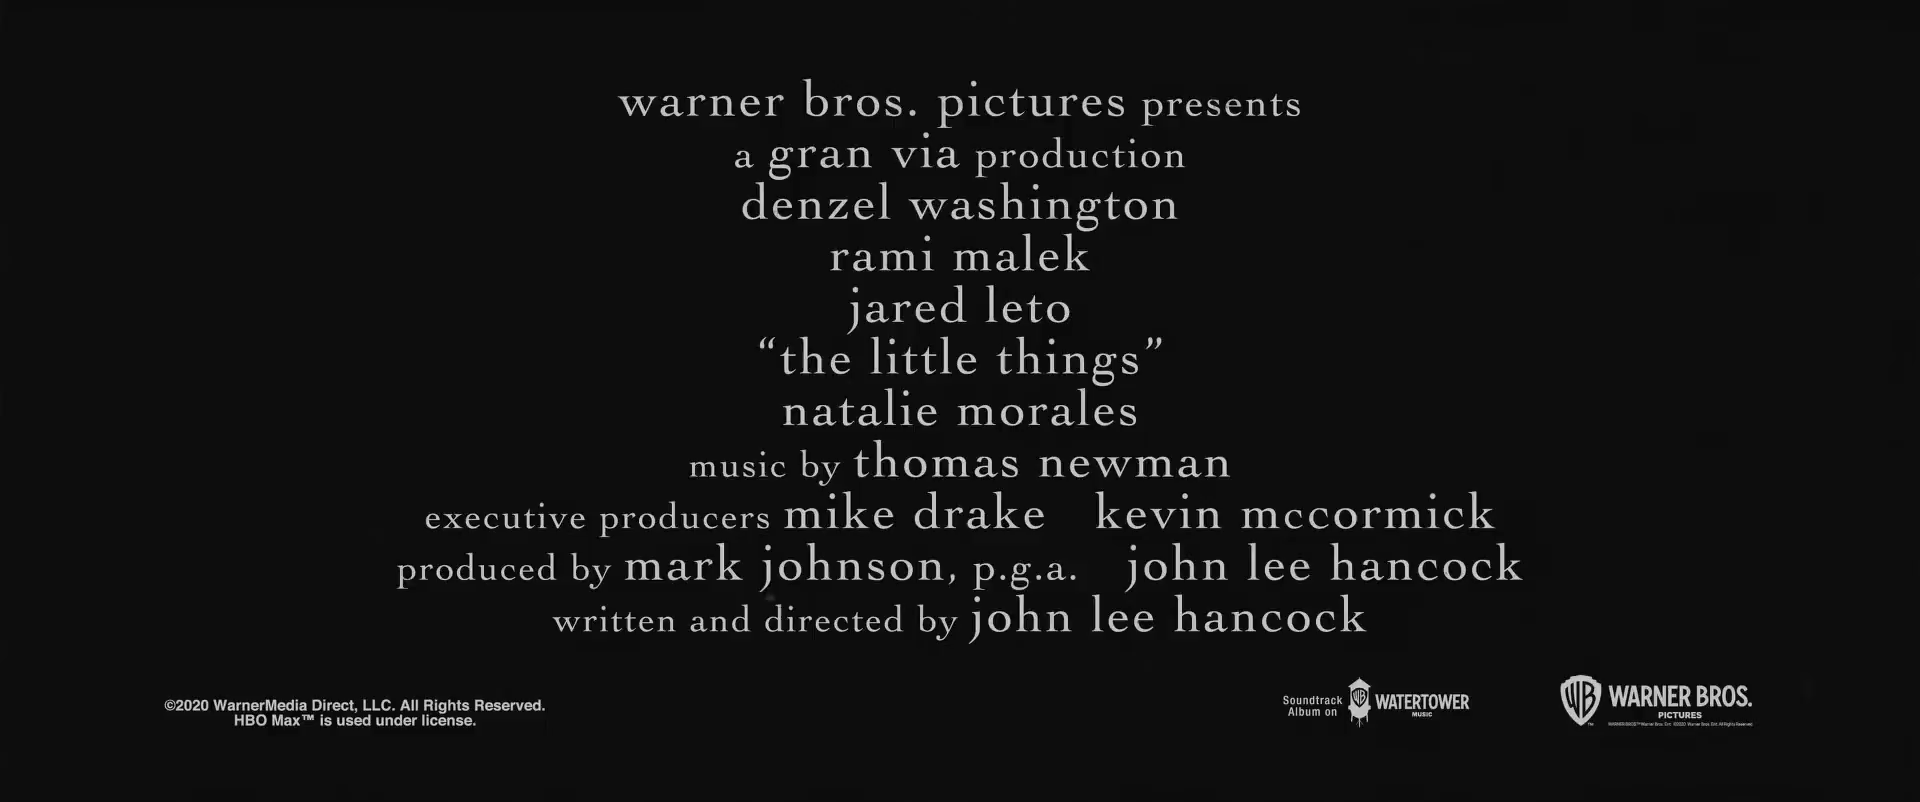 warner bros. pictures presents
a gran via production
denzel washington
rami malek
jared leto
“the little things”
natalie morales
music by thomas newman
executive producers mike drake kevin mccormick
produced by mark johnson, p.g.a. john lee hancock
written and directed by john lee hancock
©2020 WarnerMedia Direct, LLC. All Rights Reserved.
HBO Max™ is used under license.
Soundtrack
Album on
WB
WATERTOWER
MUSIC
WB
WARNER BROS.
PICTURES